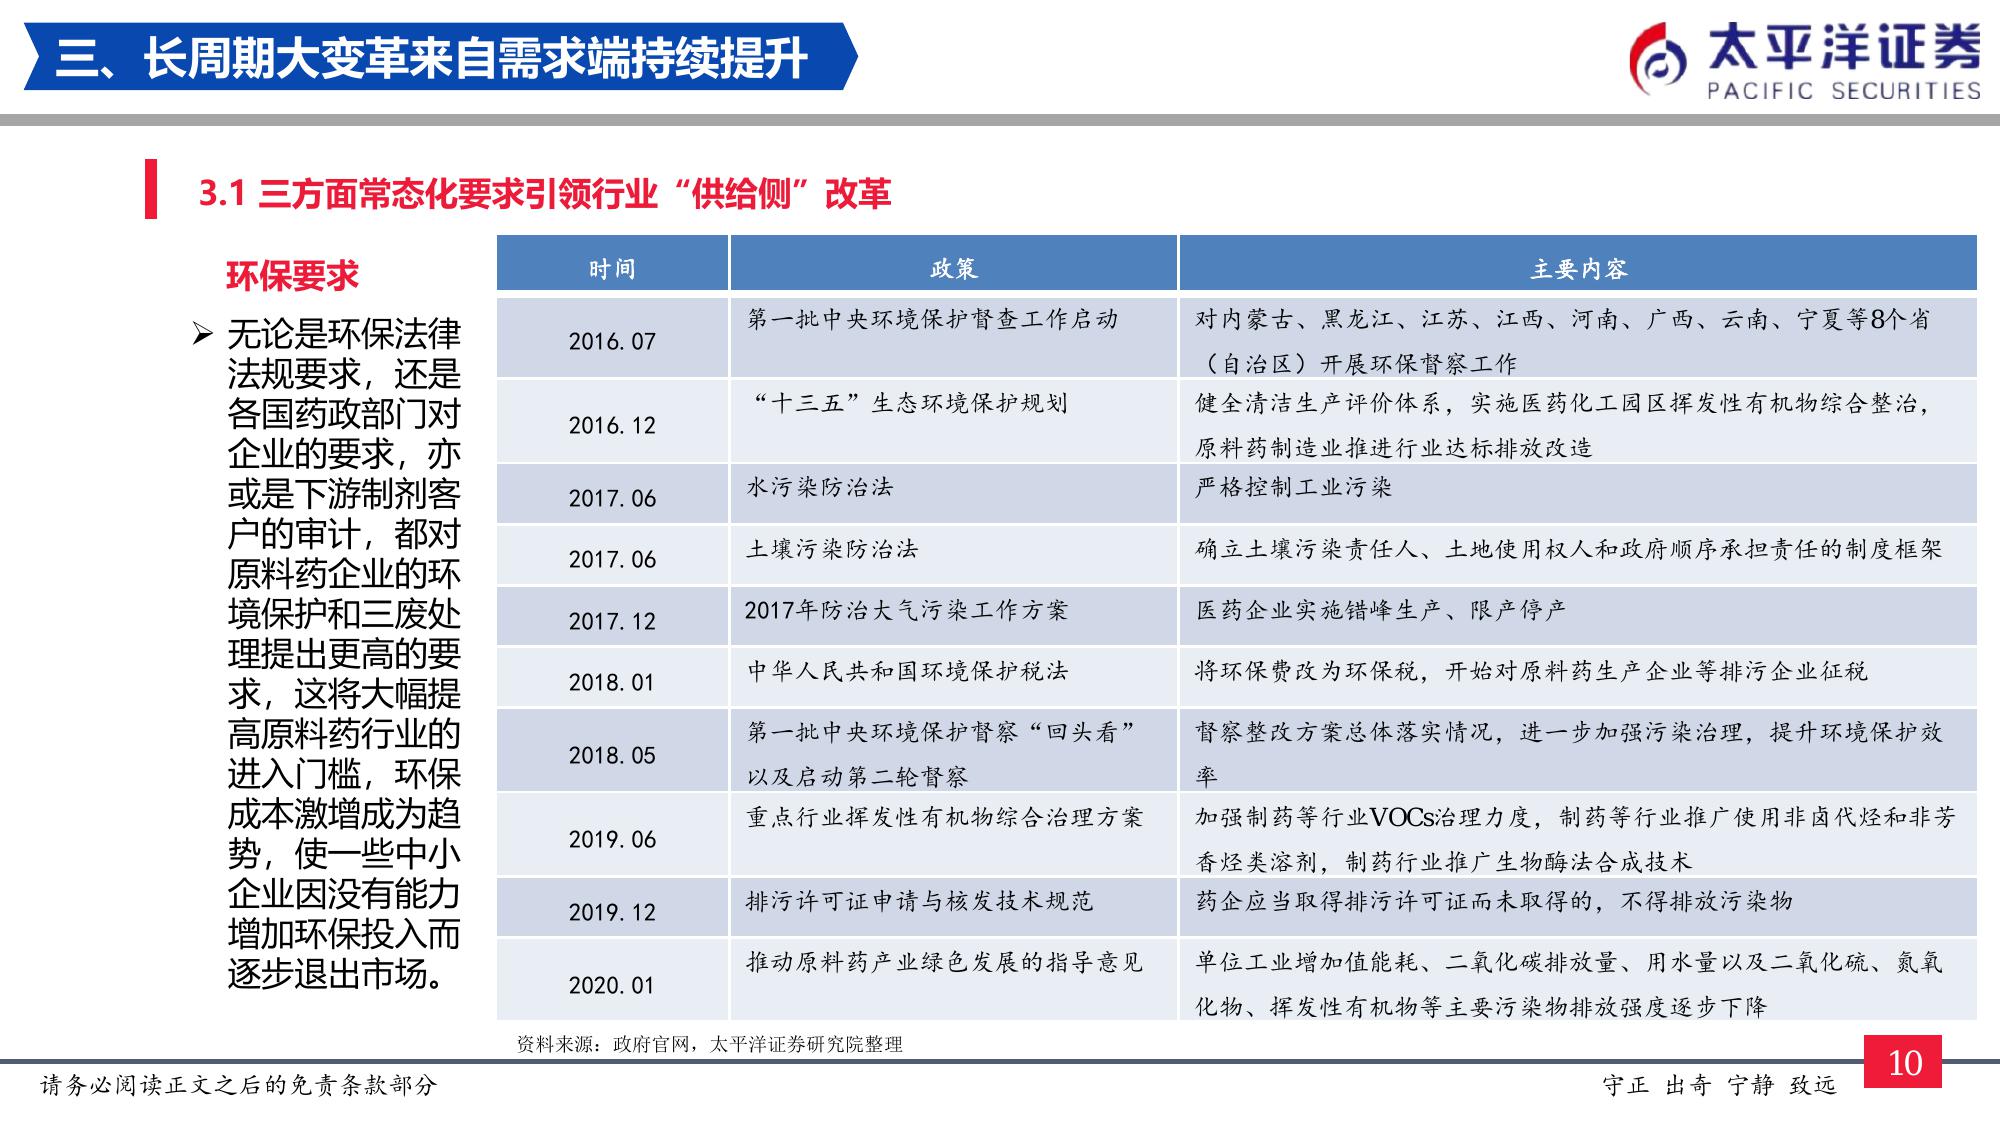 三、长周期大变革来自需求端持续提升
太平洋证券
PACIFIC SECURITIES
3.1 三方面常态化要求引领行业“供给侧”改革
环保要求
➢ 无论是环保法律
法规要求，还是
各国药政部门对
企业的要求，亦
或是下游制剂客
户的审计，都对
原料药企业的环
境保护和三废处
理提出更高的要
求，这将大幅提
高原料药行业的
进入门槛，环保
成本激增成为趋
势，使一些中小
企业因没有能力
增加环保投入而
逐步退出市场。
时间 政策 主要内容
2016.07 第一批中央环境保护督查工作启动 对内蒙古、黑龙江、江苏、江西、河南、广西、云南、宁夏等8个省
（自治区）开展环保督察工作
2016.12 “十三五”生态环境保护规划 健全清洁生产评价体系，实施医药化工园区挥发性有机物综合整治，
原料药制造业推进行业达标排放改造
2017.06 水污染防治法 严格控制工业污染
2017.06 土壤污染防治法 确立土壤污染责任人、土地使用权人和政府顺序承担责任的制度框架
2017.12 2017年防治大气污染工作方案 医药企业实施错峰生产、限产停产
2018.01 中华人民共和国环境保护税法 将环保费改为环保税，开始对原料药生产企业等排污企业征税
2018.05 第一批中央环境保护督察“回头看” 督察整改方案总体落实情况，进一步加强污染治理，提升环境保护效
以及启动第二轮督察 率
2019.06 重点行业挥发性有机物综合治理方案 加强制药等行业VOCs治理力度，制药等行业推广使用非卤代烃和非芳
香烃类溶剂，制药行业推广生物酶法合成技术
2019.12 排污许可证申请与核发技术规范 药企应当取得排污许可证而未取得的，不得排放污染物
2020.01 推动原料药产业绿色发展的指导意见 单位工业增加值能耗、二氧化碳排放量、用水量以及二氧化硫、氮氧
化物、挥发性有机物等主要污染物排放强度逐步下降
资料来源：政府官网，太平洋证券研究院整理
请务必阅读正文之后的免责条款部分
守正 出奇 宁静 致远
10